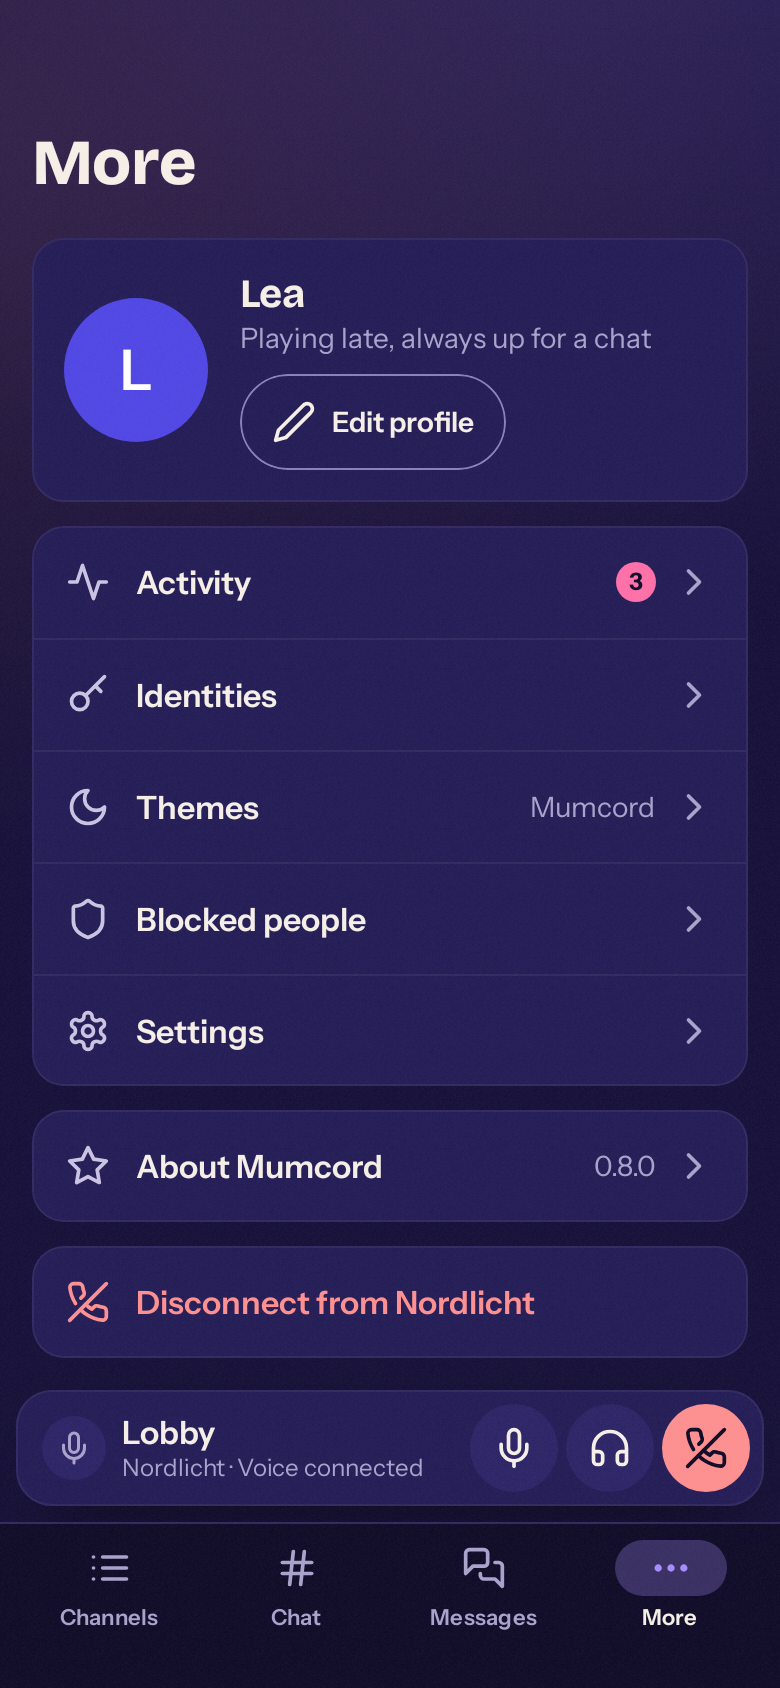 More
L
Lea
Playing late, always up for a chat
Edit profile
Activity
3
Identities
Themes
Mumcord
Blocked people
Settings
About Mumcord
0.8.0
Disconnect from Nordlicht
Lobby
Nordlicht · Voice connected
Channels
Chat
Messages
More